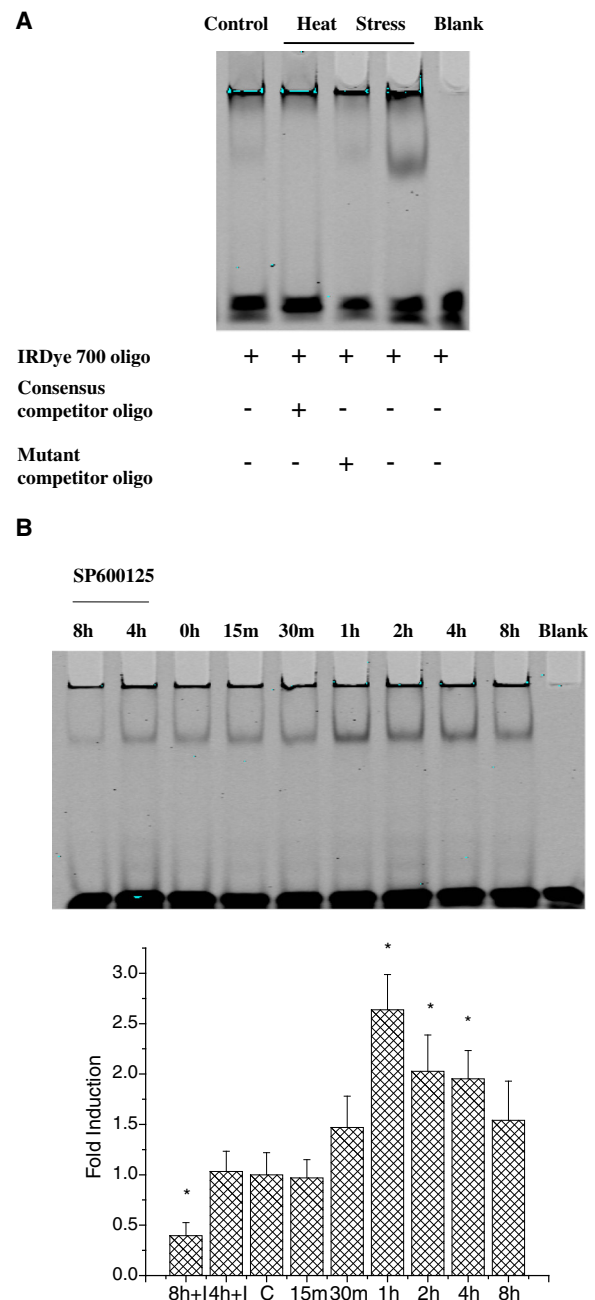 A
Control Heat Stress Blank
IRDye 700 oligo + + + + +
Consensus
competitor oligo - + - - -
Mutant
competitor oligo - - + - -
B
SP600125
8h 4h 0h 15m 30m 1h 2h 4h 8h Blank
3.0
2.5
2.0
1.5
1.0
0.5
0.0
Fold Induction
* * * *
8h+I 4h+I C 15m 30m 1h 2h 4h 8h